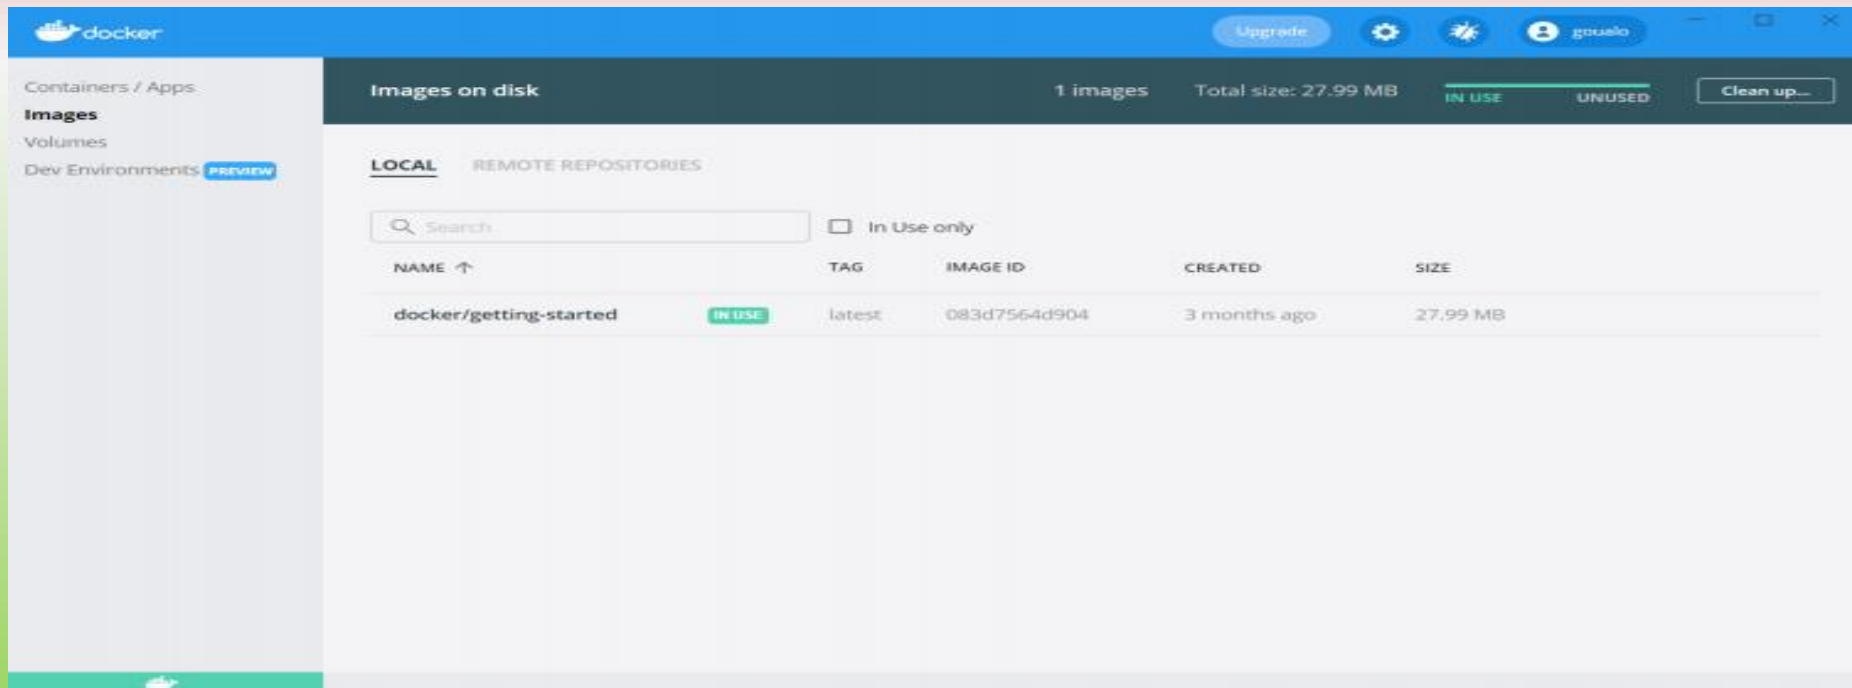 docker
Upgrade
goualo
Containers / Apps
Images
Volumes
Dev Environments PREVIEW
Images on disk
1 images
Total size: 27.99 MB
IN USE
UNUSED
Clean up...
LOCAL
REMOTE REPOSITORIES
Search
In Use only
NAME TAG IMAGE ID CREATED SIZE
docker/getting-started IN USE latest 083d7564d904 3 months ago 27.99 MB